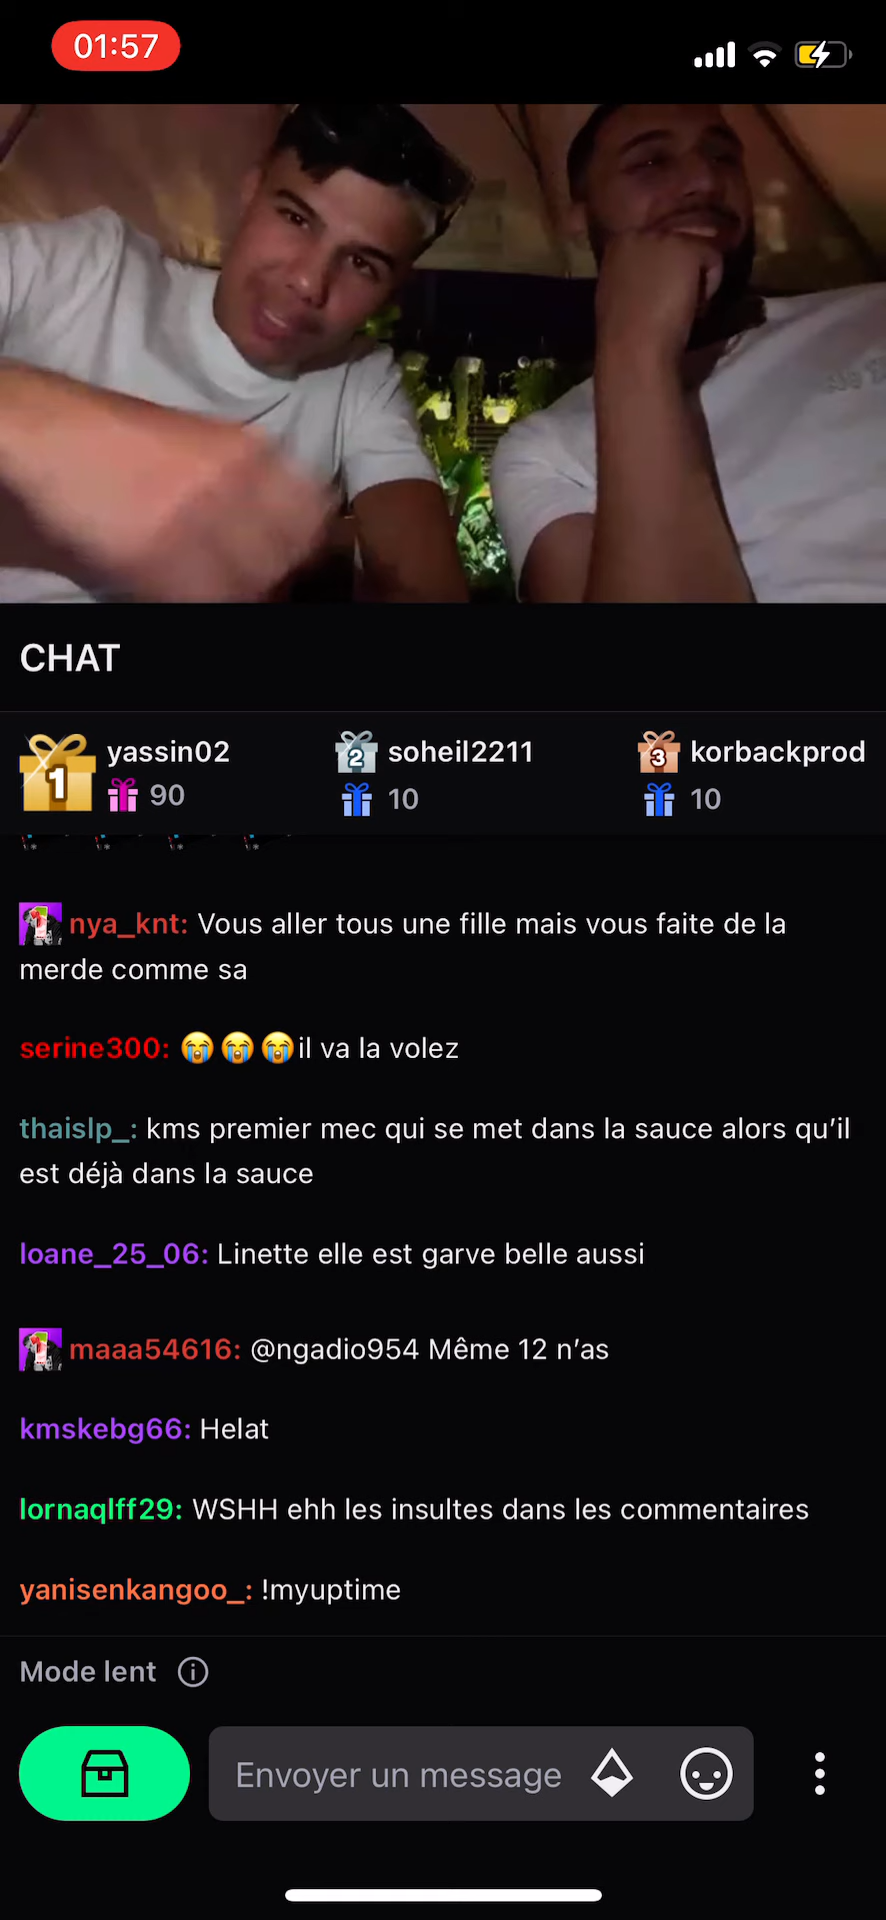 01:57
CHAT
1 yassin02
90
2 soheil2211
10
3 korbackprod
10
nya_knt: Vous aller tous une fille mais vous faite de la
merde comme sa
serine300: 😭😭😭il va la volez
thaislp_: kms premier mec qui se met dans la sauce alors qu’il
est déjà dans la sauce
loane_25_06: Linette elle est garve belle aussi
maaa54616: @ngadio954 Même 12 n’as
kmskebg66: Helat
lornaqlff29: WSHH ehh les insultes dans les commentaires
yanisenkangoo_: !myuptime
Mode lent
Envoyer un message